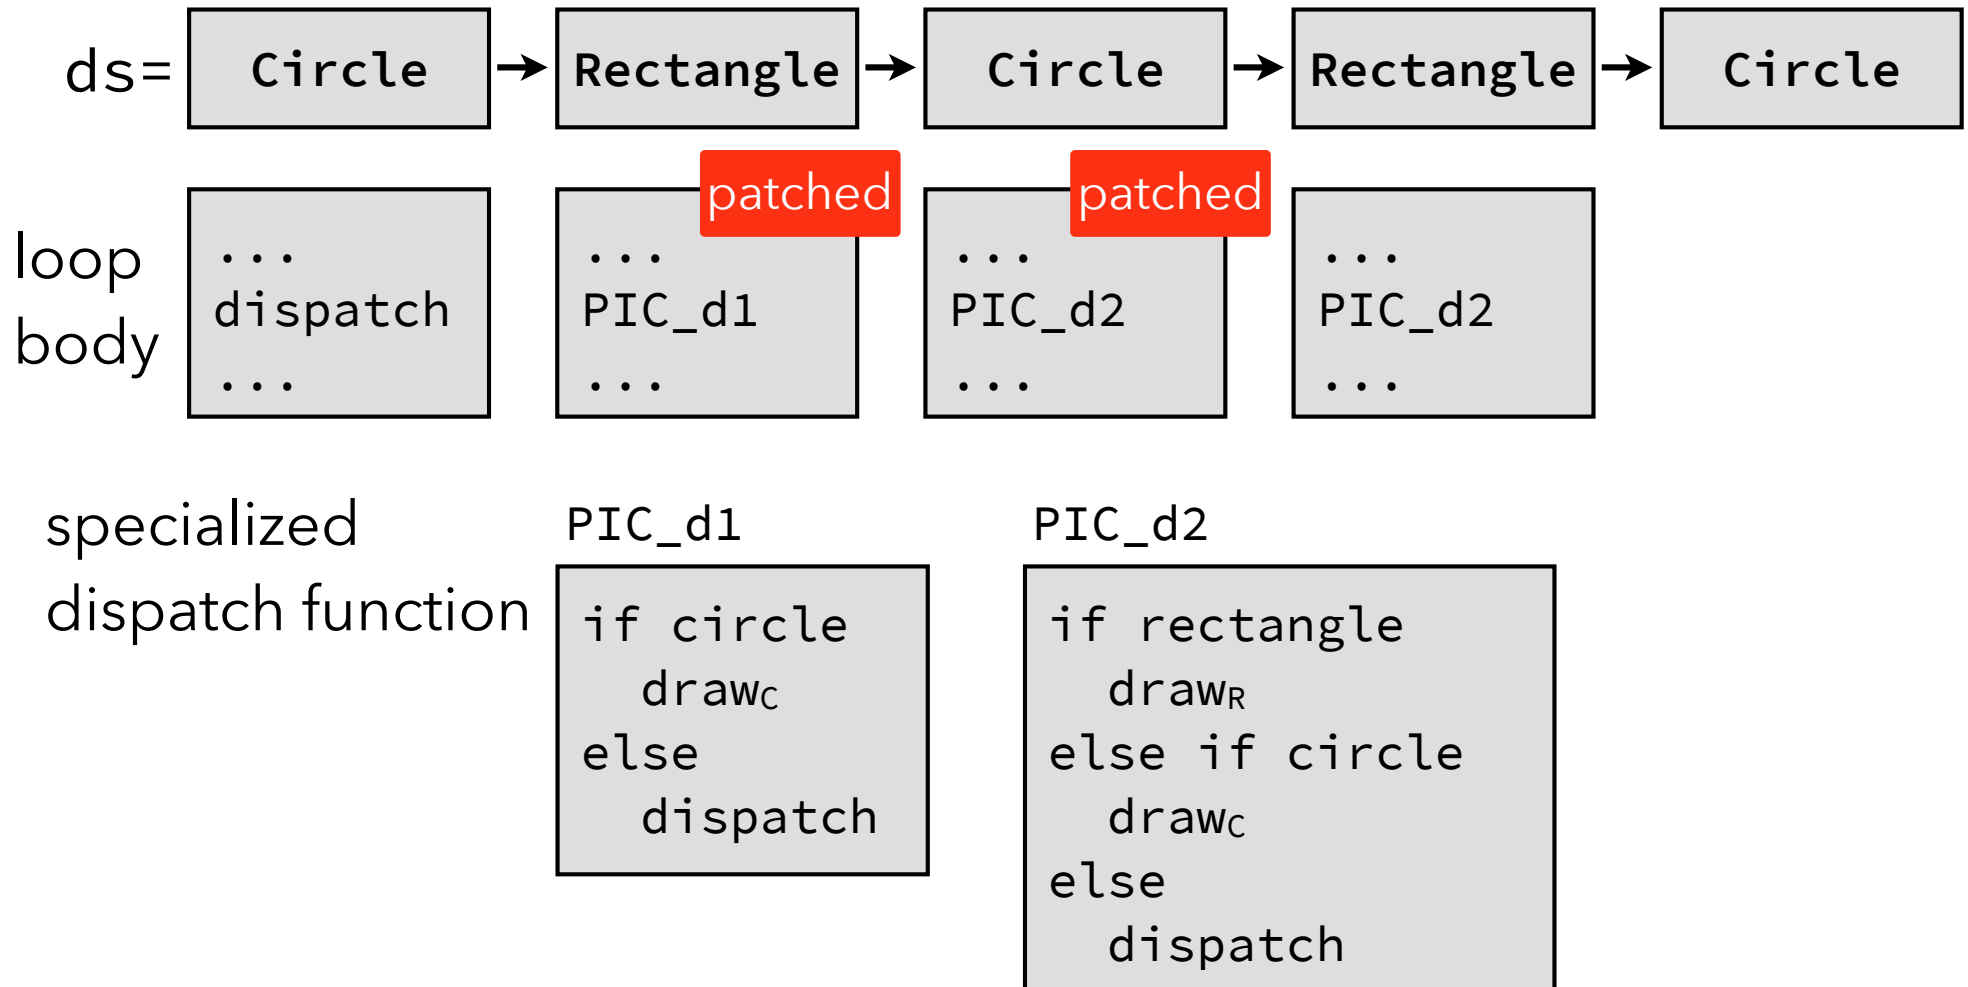 ds= Circle Rectangle Circle Rectangle Circle
patched patched
loop body
...
dispatch
...
...
PIC_d1
...
...
PIC_d2
...
...
PIC_d2
...
specialized
dispatch function
PIC_d1
if circle
drawC
else
dispatch
PIC_d2
if rectangle
drawR
else if circle
drawC
else
dispatch